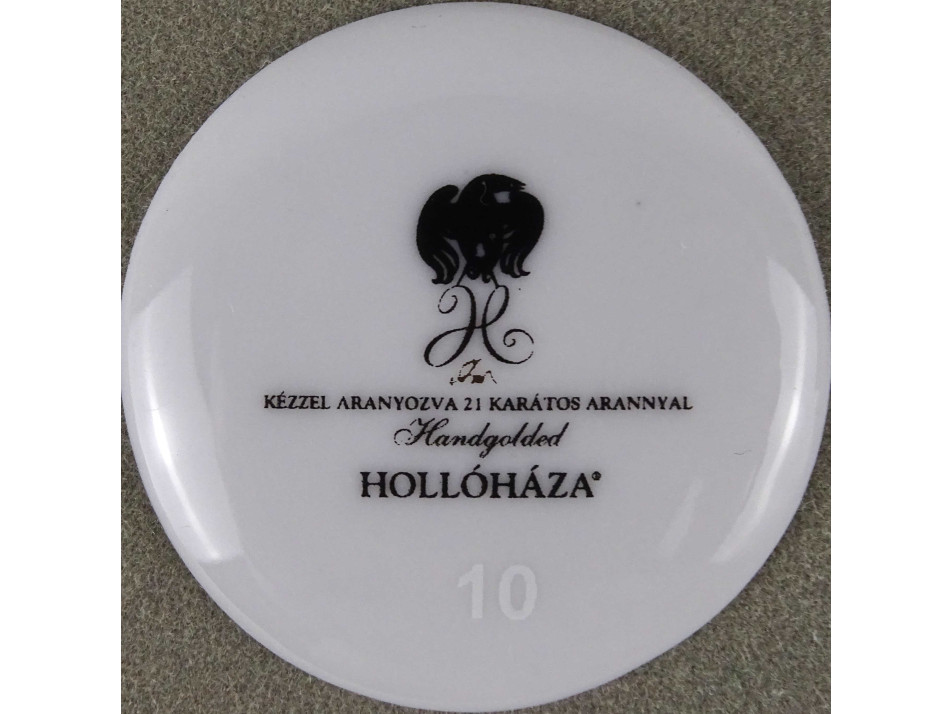 H
KÉZZEL ARANYOZVA 21 KARÁTOS ARANNYAL
Handgolded
HOLLÓHÁZA®
10